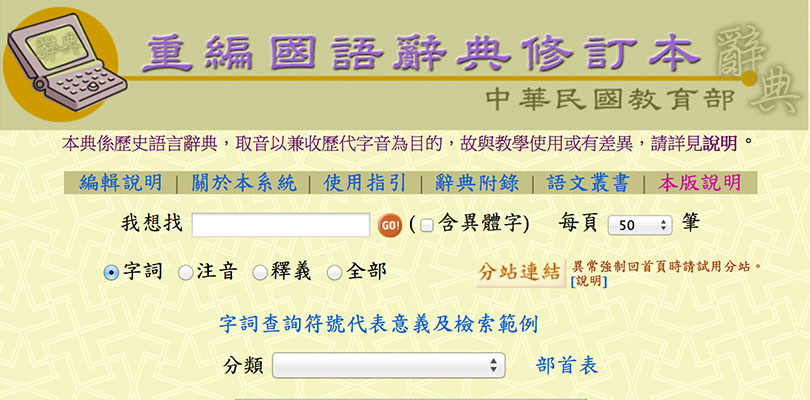 辭典
重編國語辭典修訂本
辭典
中華民國教育部
本典係歷史語言辭典，取音以兼收歷代字音為目的，故與教學使用或有差異，請詳見說明。
編輯說明 | 關於本系統 | 使用指引 | 辭典附錄 | 語文叢書 | 本版說明
我想找 GO! (含異體字) 每頁 50 筆
字詞 注音 釋義 全部 分站連結 異常強制回首頁時請試用分站。
[說明]
字詞查詢符號代表意義及檢索範例
分類 部首表